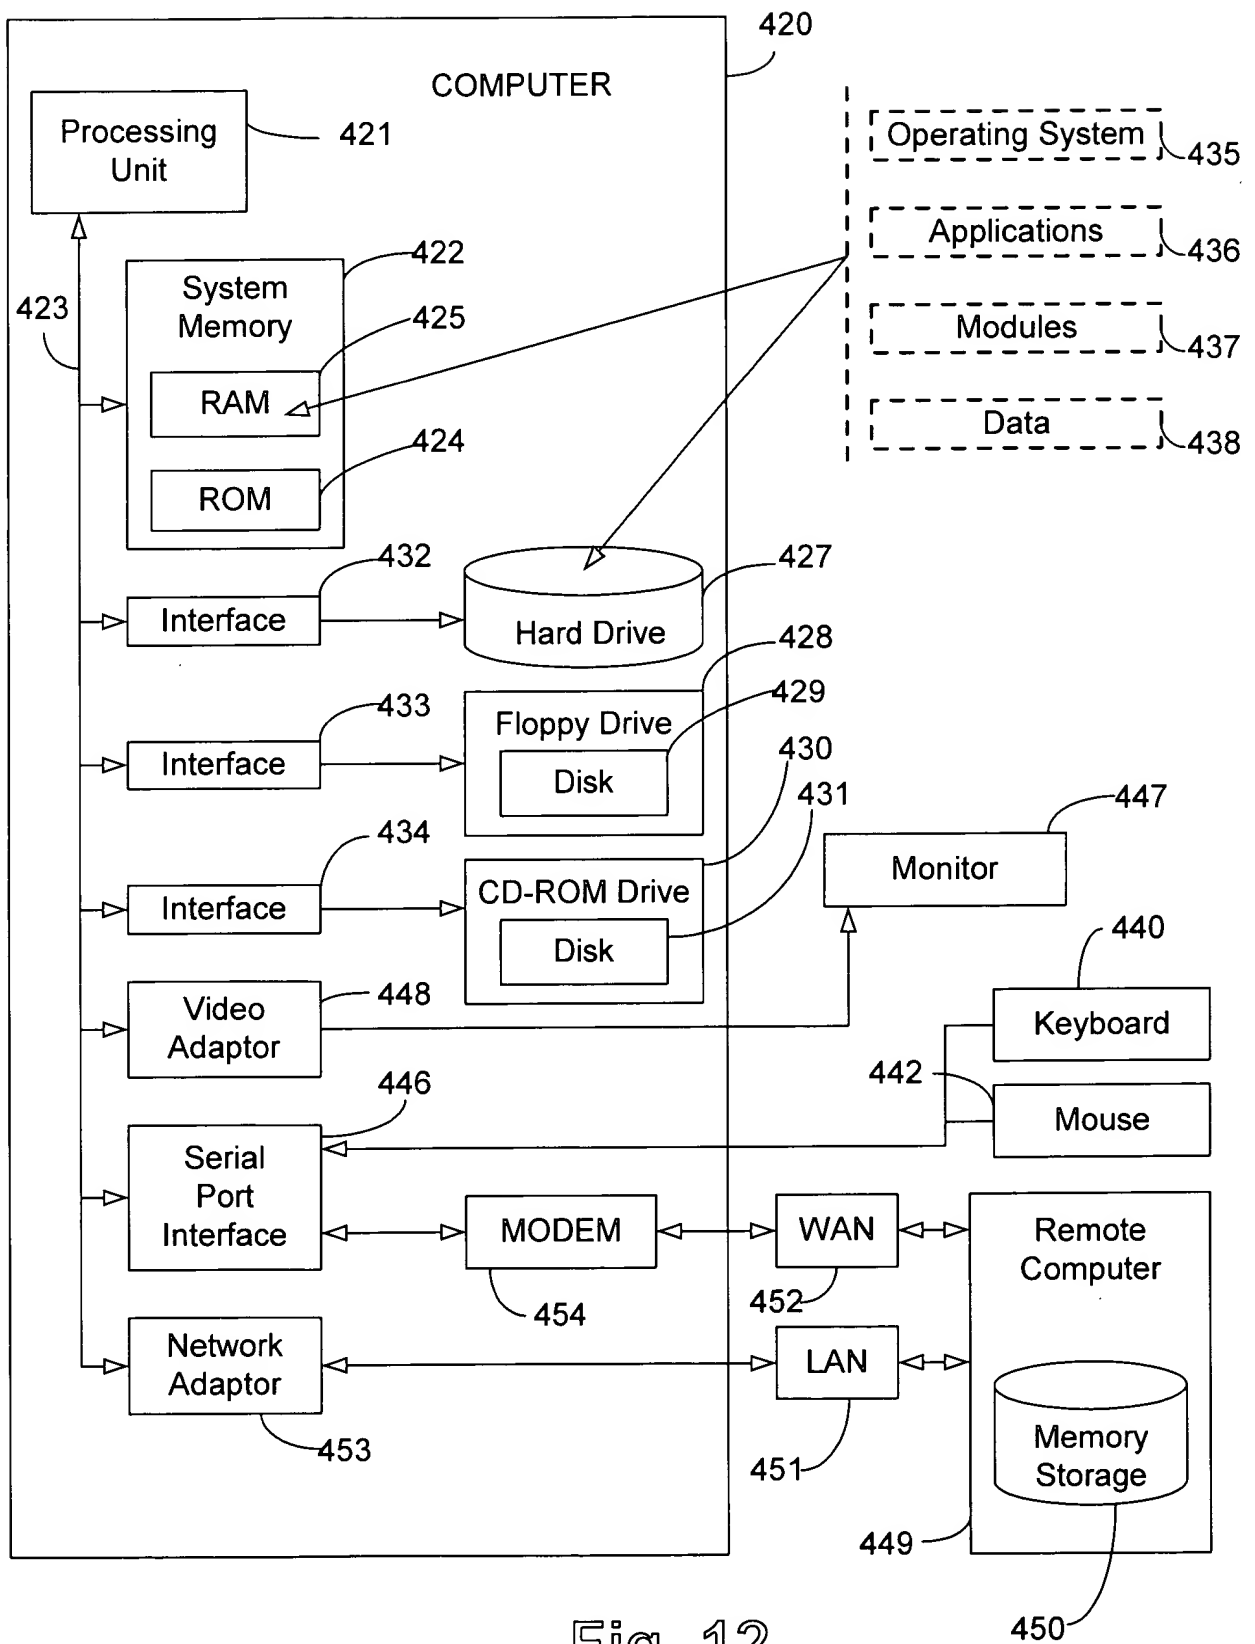 420
COMPUTER
Processing
Unit
421
Operating System
435
Applications
436
Modules
437
Data
438
422
System
Memory
423
425
RAM
424
ROM
432
Interface
427
Hard Drive
428
433
429
Floppy Drive
Interface
Disk
430
431
447
434
Monitor
CD-ROM Drive
Interface
Disk
440
448
Video
Adaptor
Keyboard
442
446
Mouse
Serial
Port
Interface
MODEM
WAN
Remote
Computer
454
452
Network
Adaptor
LAN
453
451
Memory
Storage
449
450
Fig. 12